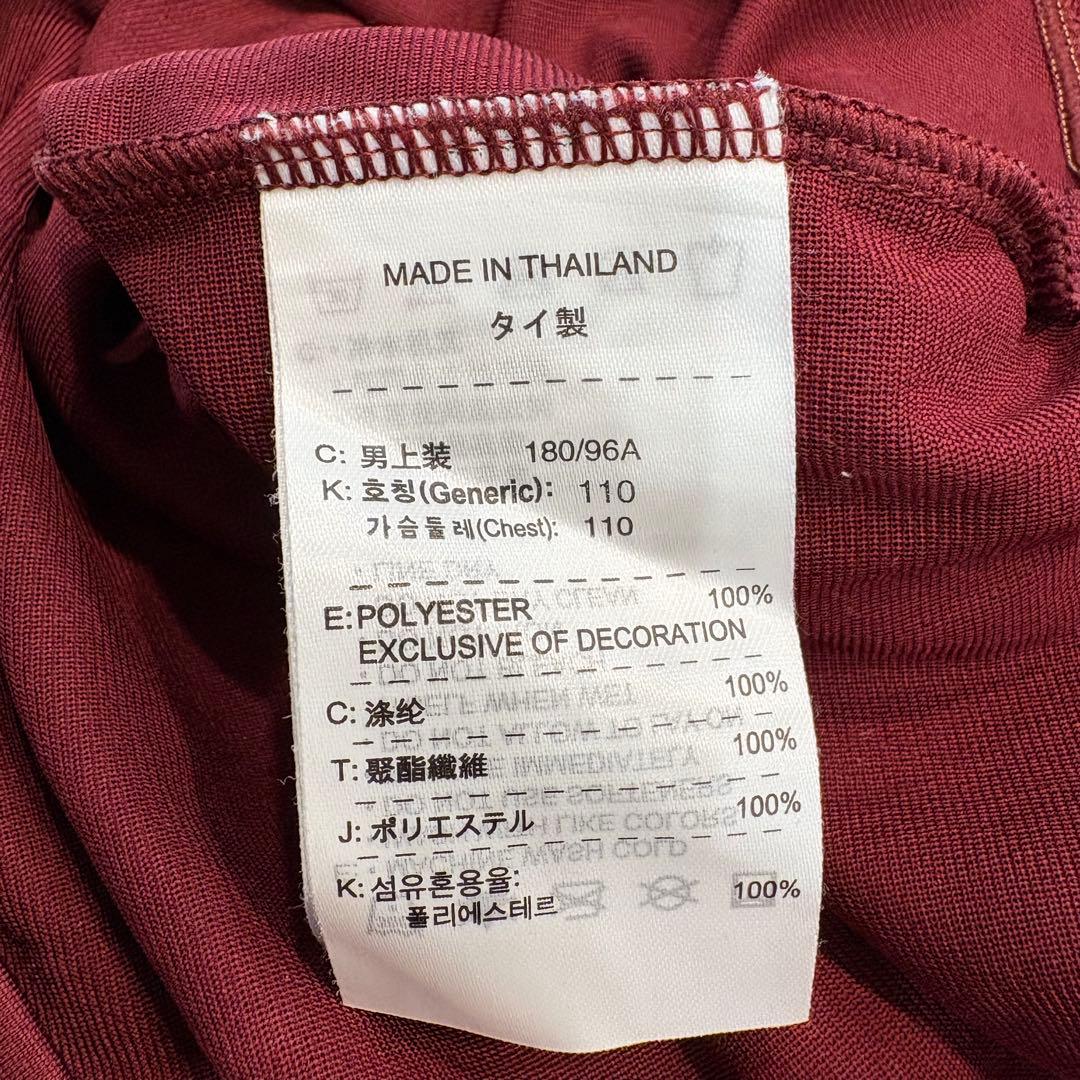 MADE IN THAILAND
タイ製
C: 男上装 180/96A
K: 호칭(Generic): 110
가슴둘레(Chest): 110
E: POLYESTER 100%
EXCLUSIVE OF DECORATION
C: 涤纶 100%
T: 聚酯纖維 100%
J: ポリエステル 100%
K: 섬유혼용율:
폴리에스테르 100%